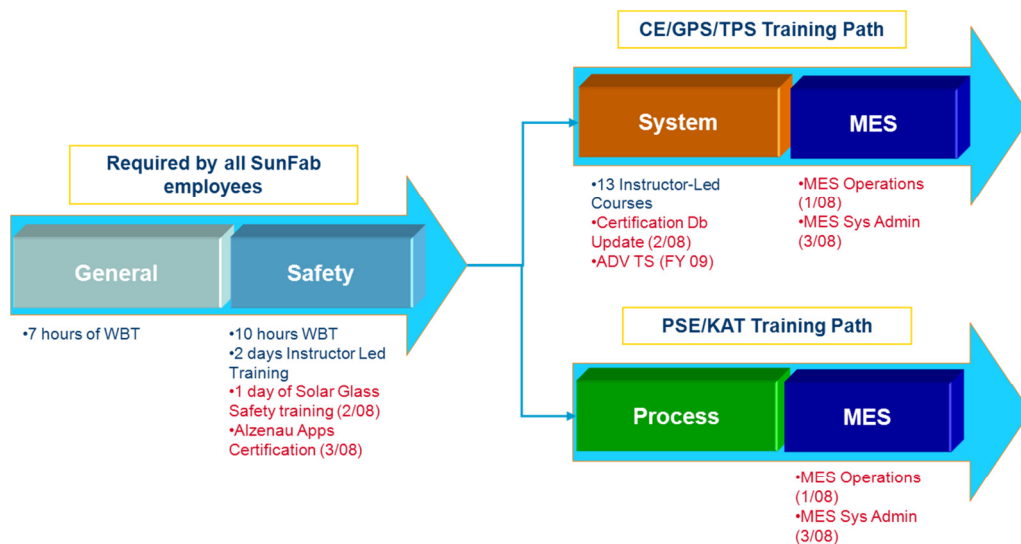 Required by all SunFab
employees
General
Safety
•7 hours of WBT
•10 hours WBT
•2 days Instructor Led
Training
•1 day of Solar Glass
Safety training (2/08)
•Alzenau Apps
Certification (3/08)
CE/GPS/TPS Training Path
System
MES
•13 Instructor-Led
Courses
•Certification Db
Update (2/08)
•ADV TS (FY 09)
•MES Operations
(1/08)
•MES Sys Admin
(3/08)
PSE/KAT Training Path
Process
MES
•MES Operations
(1/08)
•MES Sys Admin
(3/08)